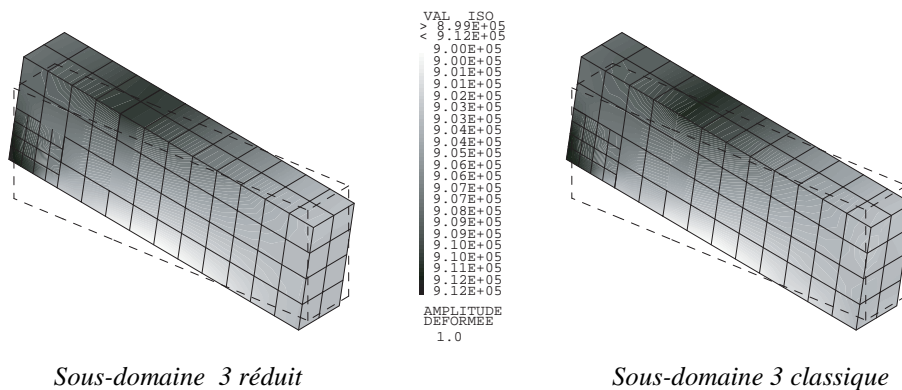 VAL ISO
> 8.99E+05
< 9.12E+05
9.00E+05
9.00E+05
9.01E+05
9.01E+05
9.02E+05
9.03E+05
9.03E+05
9.04E+05
9.04E+05
9.05E+05
9.06E+05
9.06E+05
9.07E+05
9.07E+05
9.08E+05
9.09E+05
9.09E+05
9.10E+05
9.10E+05
9.11E+05
9.12E+05
9.12E+05
AMPLITUDE
DEFORMEE
1.0
Sous-domaine 3 réduit
Sous-domaine 3 classique